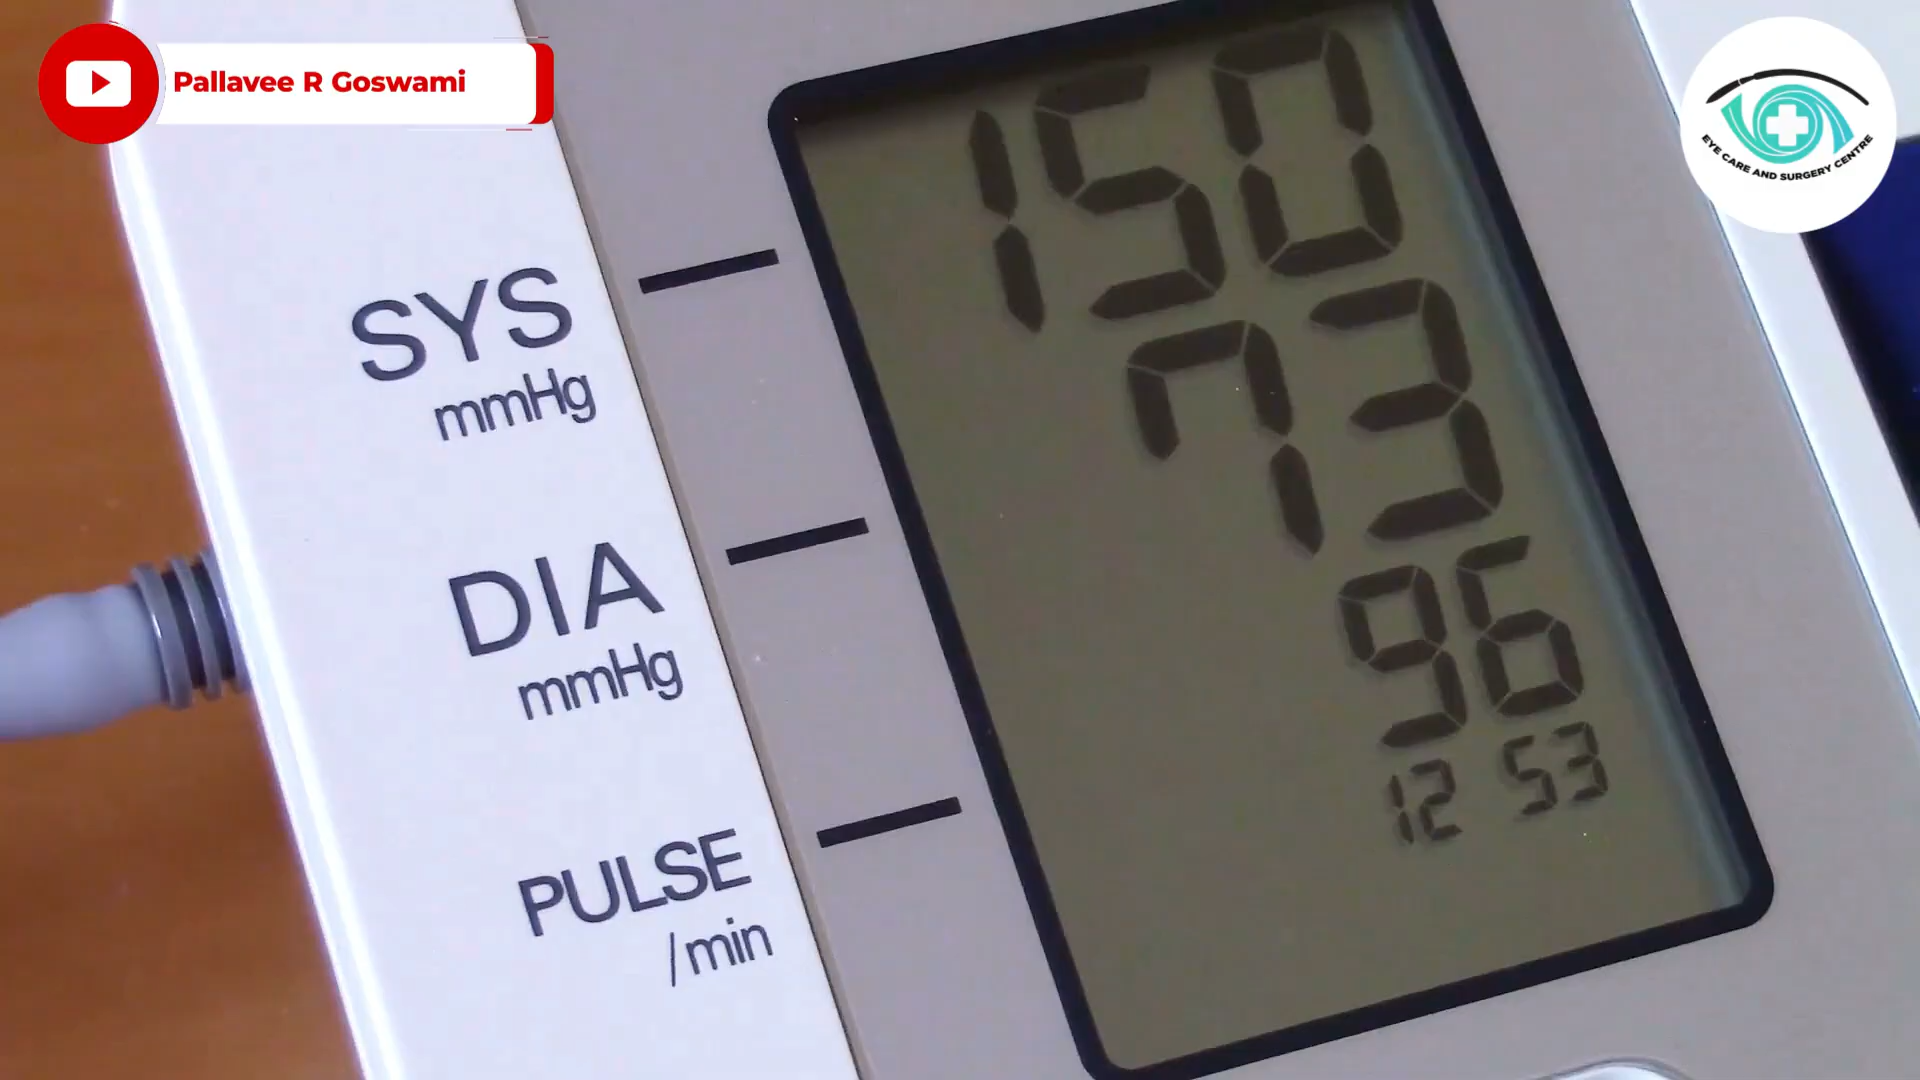 Pallavee R Goswami
EYE CARE AND SURGERY CENTRE
150
SYS
mmHg
73
DIA
mmHg
96
PULSE
/min
12 53